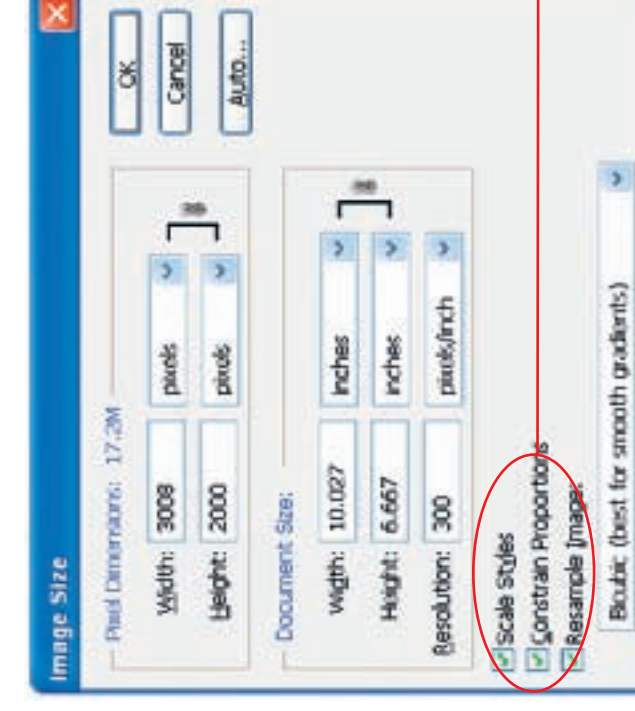 Image Size
Pixel Dimensions: 17.2M
Width: 3008 pixels
Height: 2000 pixels
Document Size:
Width: 10.027 inches
Height: 6.667 inches
Resolution: 300 pixels/inch
Scale Styles
Constrain Proportions
Resample Image:
Bicubic (best for smooth gradients)
OK
Cancel
Auto...